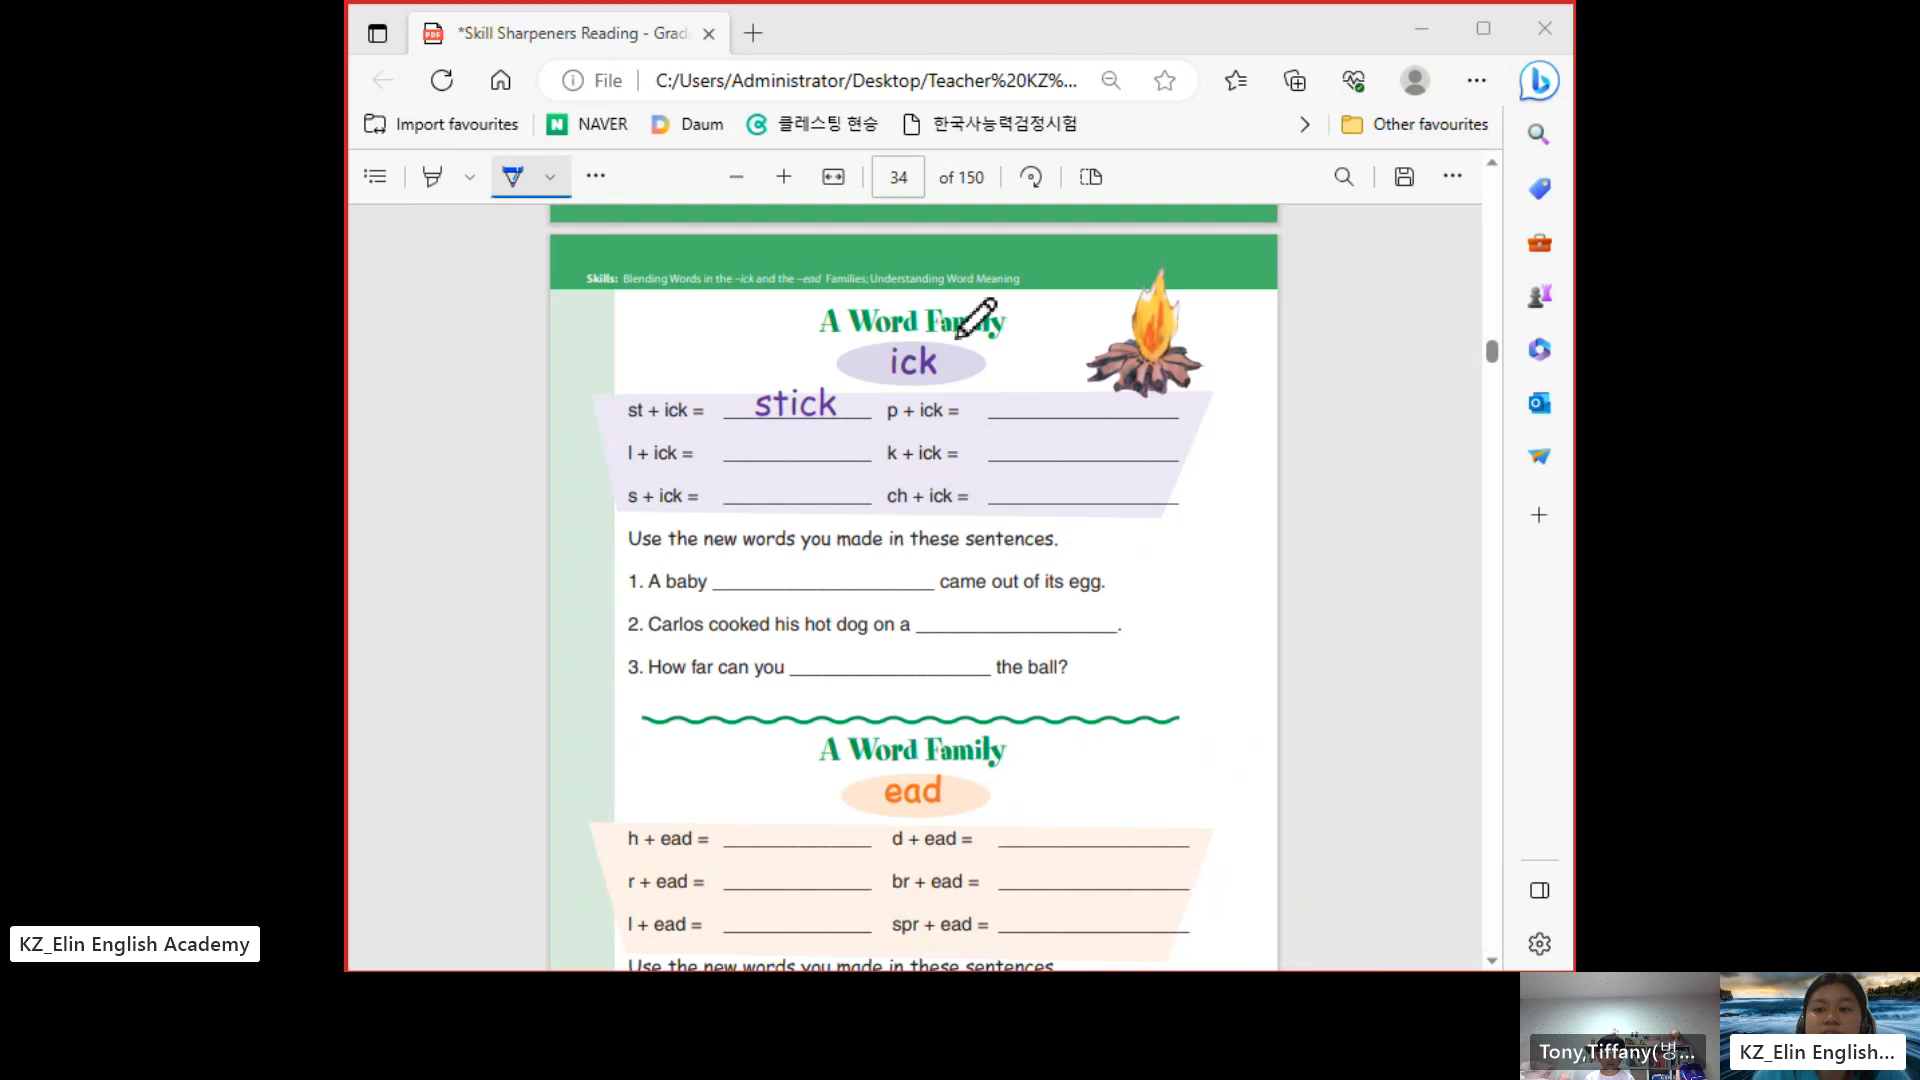 *Skill Sharpeners Reading - Grad
File
C:/Users/Administrator/Desktop/Teacher%20KZ%...
Import favourites
NAVER
Daum
클레스팅 현승
한국사능력검정시험
Other favourites
34 of 150
Skills: Blending Words in the –ick and the –ead Families; Understanding Word Meaning
A Word Family
ick
st + ick = stick p + ick =
l + ick = k + ick =
s + ick = ch + ick =
Use the new words you made in these sentences.
1. A baby ____________________ came out of its egg.
2. Carlos cooked his hot dog on a ____________________.
3. How far can you ____________________ the ball?
A Word Family
ead
h + ead = d + ead =
r + ead = br + ead =
l + ead = spr + ead =
Use the new words you made in these sentences.
KZ_Elin English Academy
Tony,Tiffany(병...
KZ_Elin English...